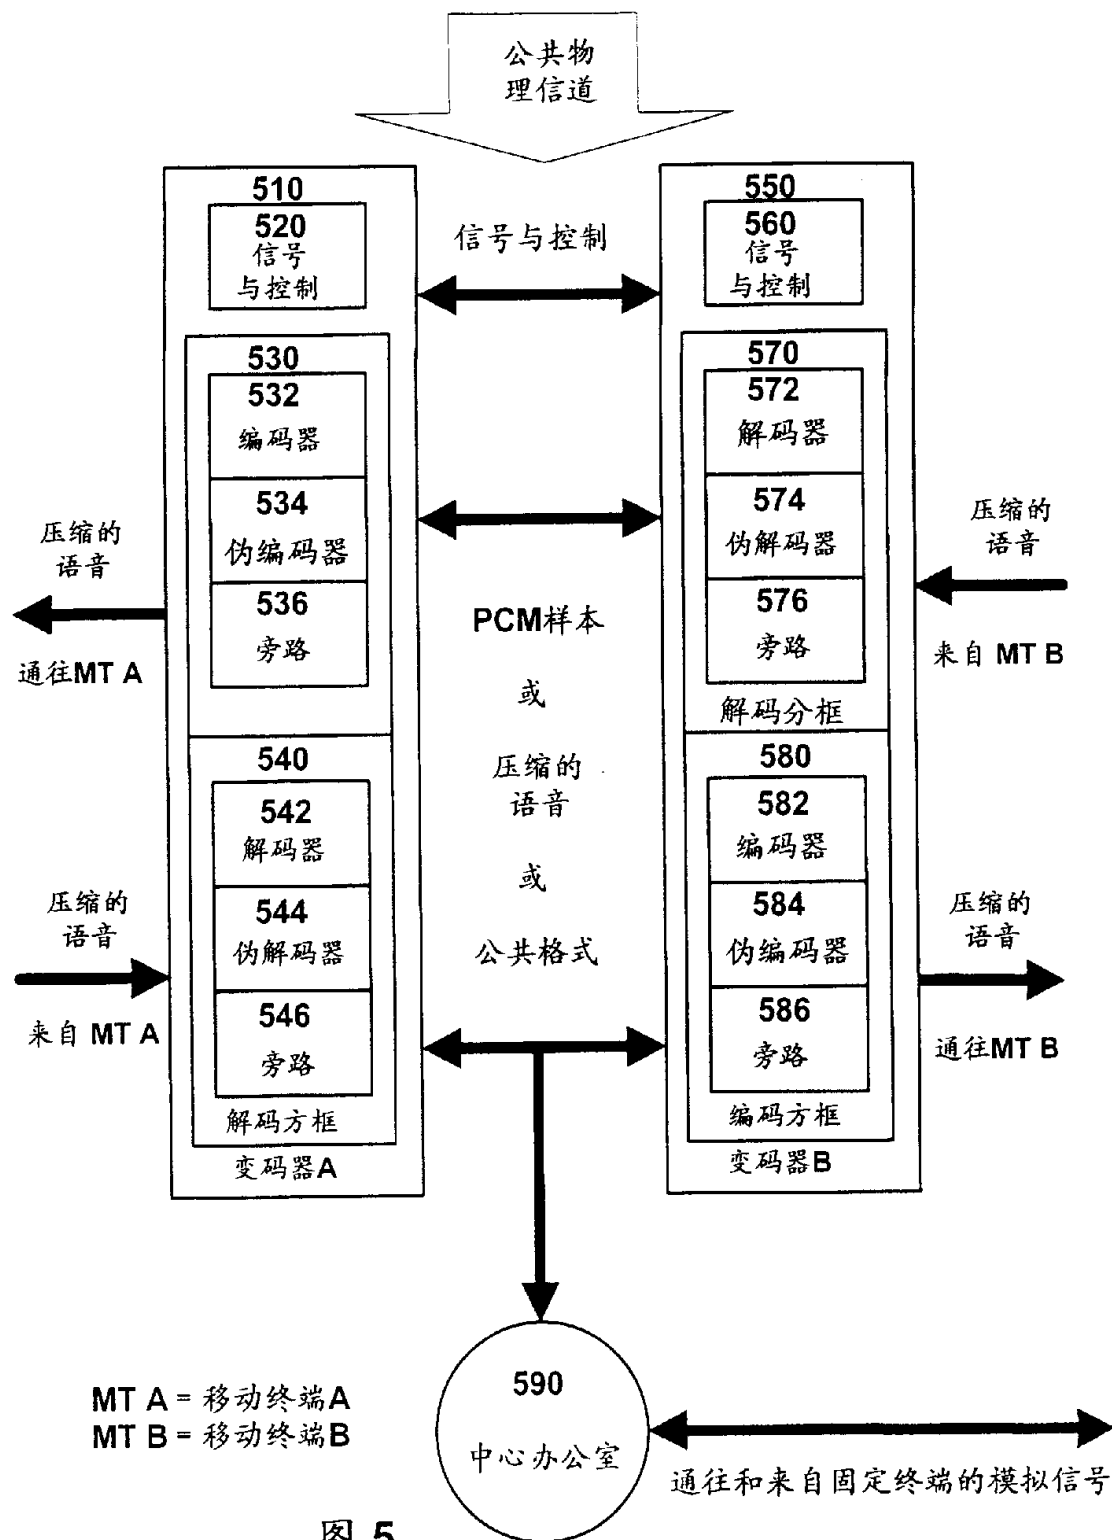 公共物
理信道
510
520
信号
与控制
信号与控制
550
560
信号
与控制
530
532
编码器
534
伪编码器
536
旁路
570
572
解码器
574
伪解码器
576
旁路
解码分框
压缩的
语音
通往MT A
压缩的
语音
来自 MT B
PCM样本
或
压缩的
语音
或
公共格式
540
542
解码器
544
伪解码器
546
旁路
解码方框
变码器A
580
582
编码器
584
伪编码器
586
旁路
编码方框
变码器B
压缩的
语音
来自 MT A
压缩的
语音
通往MT B
590
中心办公室
MT A = 移动终端A
MT B = 移动终端B
通往和来自固定终端的模拟信号
图 5